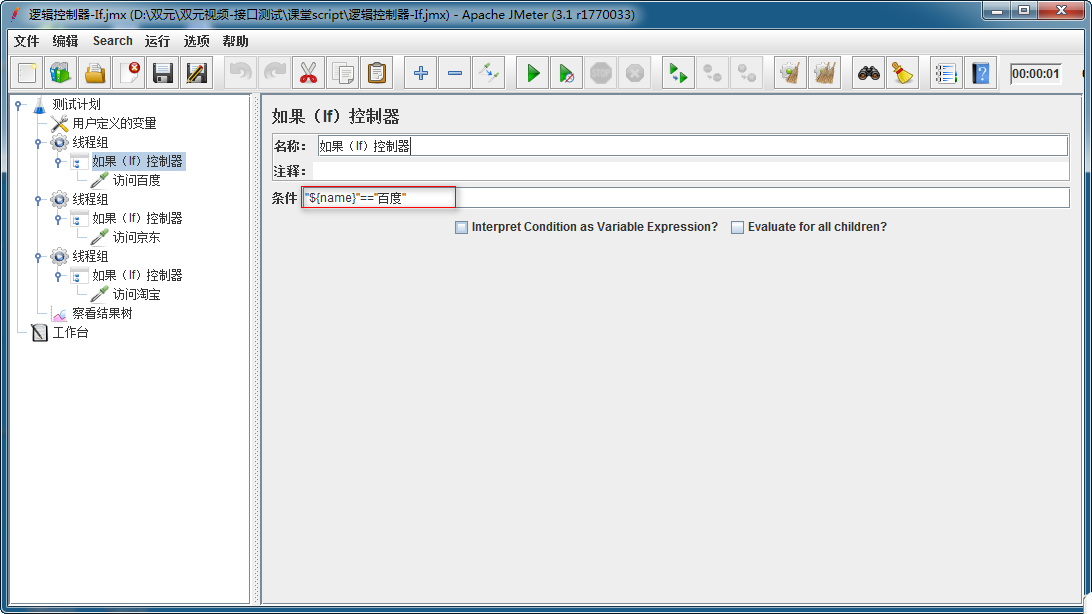 逻辑控制器-If.jmx (D:\双元\双元视频-接口测试\课堂script\逻辑控制器-If.jmx) - Apache JMeter (3.1 r1770033)
文件 编辑 Search 运行 选项 帮助
STOP
00:00:01
测试计划
用户定义的变量
线程组
如果（If）控制器
访问百度
线程组
如果（If）控制器
访问京东
线程组
如果（If）控制器
访问淘宝
察看结果树
工作台
如果（If）控制器
名称： 如果（If）控制器
注释：
条件 "${name}"=="百度"
Interpret Condition as Variable Expression? Evaluate for all children?